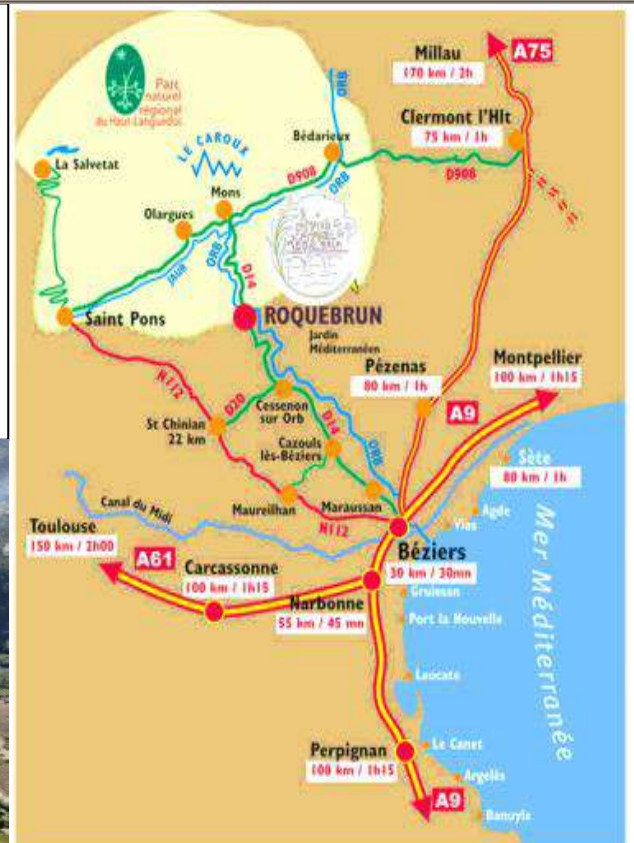 Millau
170 km / 2h
A75
Clermont l'Hlt
75 km / 1h
Parc
naturel
régional
du Haut-Languedoc
ORB
Bédarieux
LE CAROUX
La Salvetat
D908
ORB
D908
Mons
Olargues
JAUR
ORB
D14
Saint Pons
ROQUEBRUN
Jardin
Méditerranéen
Pézenas
80 km / 1h
Montpellier
100 km / 1h15
A9
N112
D20
Cessenon
sur Orb
St Chinian
22 km
D14
Cazouls
lès-Béziers
ORB
Sète
80 km / 1h
Maureilhan
Maraussan
Agde
Vias
Canal du Midi
N112
Toulouse
150 km / 2h00
A61
Béziers
30 km / 30mn
Carcassonne
100 km / 1h15
Narbonne
55 km / 45 mn
Gruissan
Port la Nouvelle
Mer Méditerranée
Leucate
Perpignan
100 km / 1h15
Le Canet
Argelès
A9
Banuyls